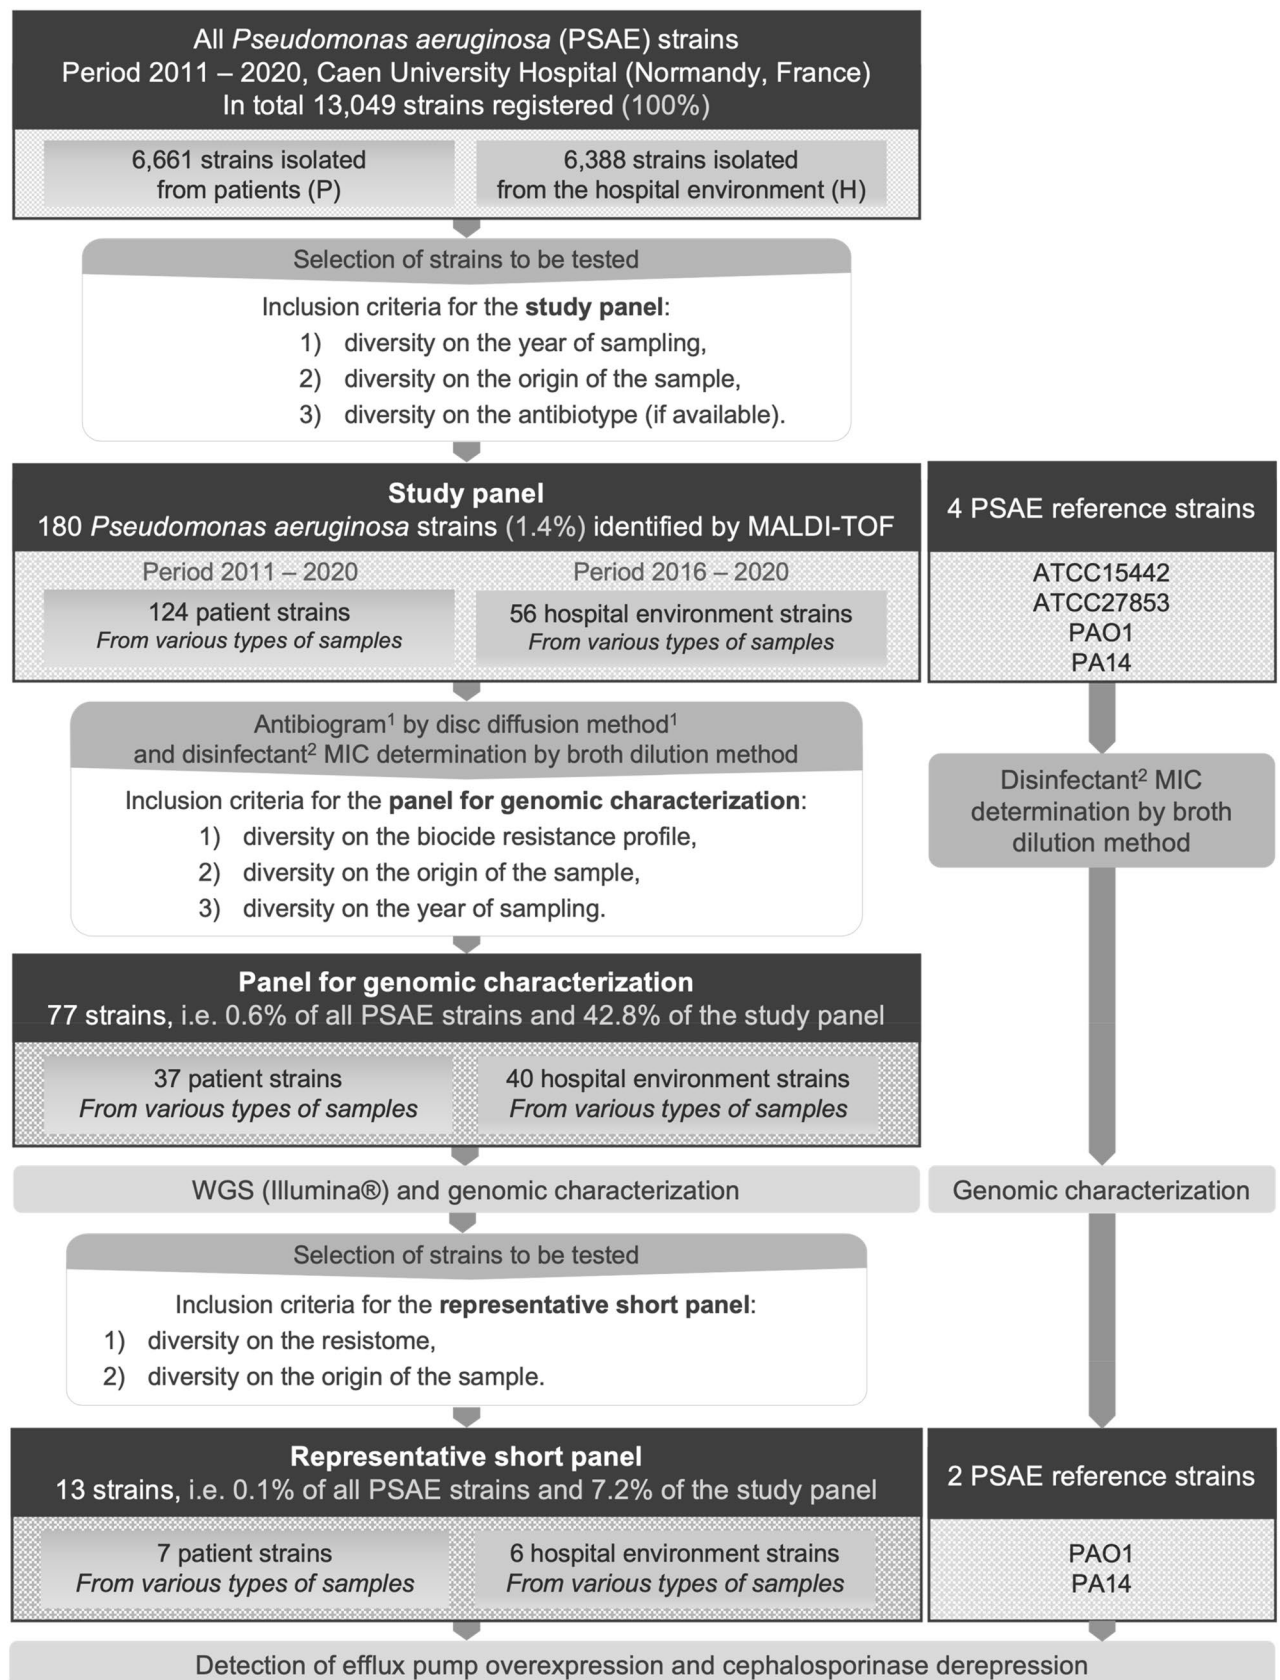 All Pseudomonas aeruginosa (PSAE) strains
Period 2011 – 2020, Caen University Hospital (Normandy, France)
In total 13,049 strains registered (100%)
6,661 strains isolated
from patients (P)
6,388 strains isolated
from the hospital environment (H)
Selection of strains to be tested
Inclusion criteria for the study panel:
1) diversity on the year of sampling,
2) diversity on the origin of the sample,
3) diversity on the antibiotype (if available).
Study panel
180 Pseudomonas aeruginosa strains (1.4%) identified by MALDI-TOF
Period 2011 – 2020
124 patient strains
From various types of samples
Period 2016 – 2020
56 hospital environment strains
From various types of samples
4 PSAE reference strains
ATCC15442
ATCC27853
PAO1
PA14
Antibiogram¹ by disc diffusion method¹
and disinfectant² MIC determination by broth dilution method
Inclusion criteria for the panel for genomic characterization:
1) diversity on the biocide resistance profile,
2) diversity on the origin of the sample,
3) diversity on the year of sampling.
Disinfectant² MIC
determination by broth
dilution method
Panel for genomic characterization
77 strains, i.e. 0.6% of all PSAE strains and 42.8% of the study panel
37 patient strains
From various types of samples
40 hospital environment strains
From various types of samples
WGS (Illumina®) and genomic characterization
Genomic characterization
Selection of strains to be tested
Inclusion criteria for the representative short panel:
1) diversity on the resistome,
2) diversity on the origin of the sample.
Representative short panel
13 strains, i.e. 0.1% of all PSAE strains and 7.2% of the study panel
7 patient strains
From various types of samples
6 hospital environment strains
From various types of samples
2 PSAE reference strains
PAO1
PA14
Detection of efflux pump overexpression and cephalosporinase derepression